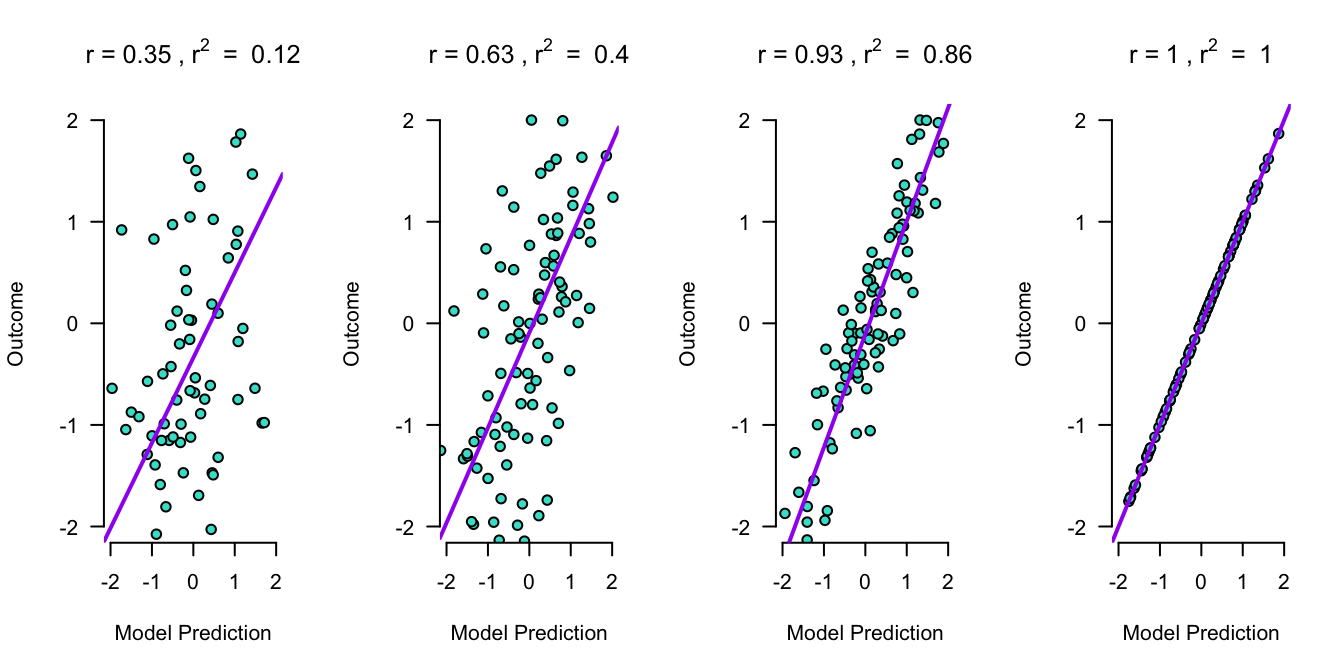 r = 0.35 , r² = 0.12
Outcome
2
1
0
-1
-2
-2 -1 0 1 2
Model Prediction
r = 0.63 , r² = 0.4
Outcome
2
1
0
-1
-2
-2 -1 0 1 2
Model Prediction
r = 0.93 , r² = 0.86
Outcome
2
1
0
-1
-2
-2 -1 0 1 2
Model Prediction
r = 1 , r² = 1
Outcome
2
1
0
-1
-2
-2 -1 0 1 2
Model Prediction